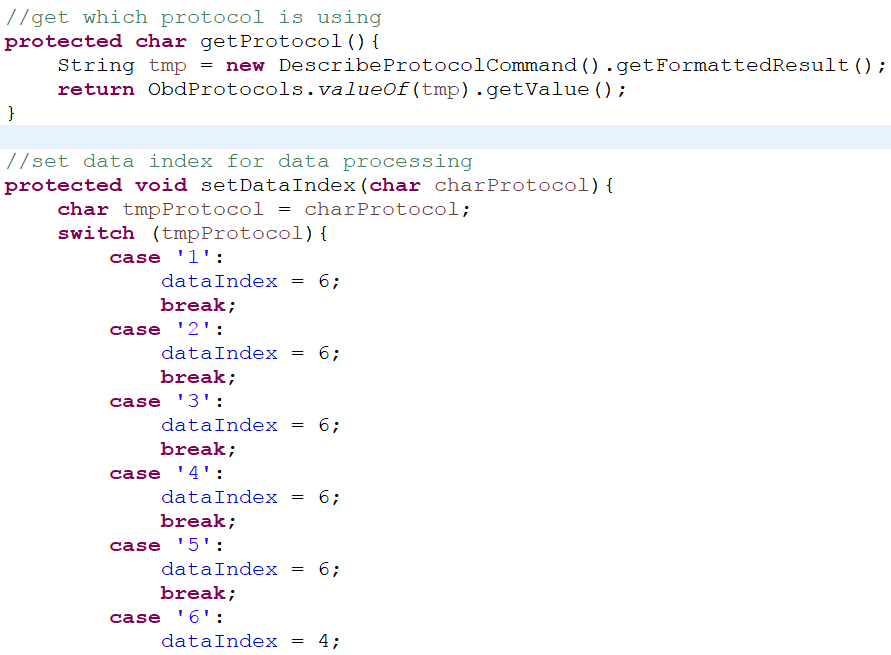 //get which protocol is using
protected char getProtocol(){
    String tmp = new DescribeProtocolCommand().getFormattedResult();
    return ObdProtocols.valueOf(tmp).getValue();
}

//set data index for data processing
protected void setDataIndex(char charProtocol){
    char tmpProtocol = charProtocol;
    switch (tmpProtocol){
        case '1':
            dataIndex = 6;
            break;
        case '2':
            dataIndex = 6;
            break;
        case '3':
            dataIndex = 6;
            break;
        case '4':
            dataIndex = 6;
            break;
        case '5':
            dataIndex = 6;
            break;
        case '6':
            dataIndex = 4;